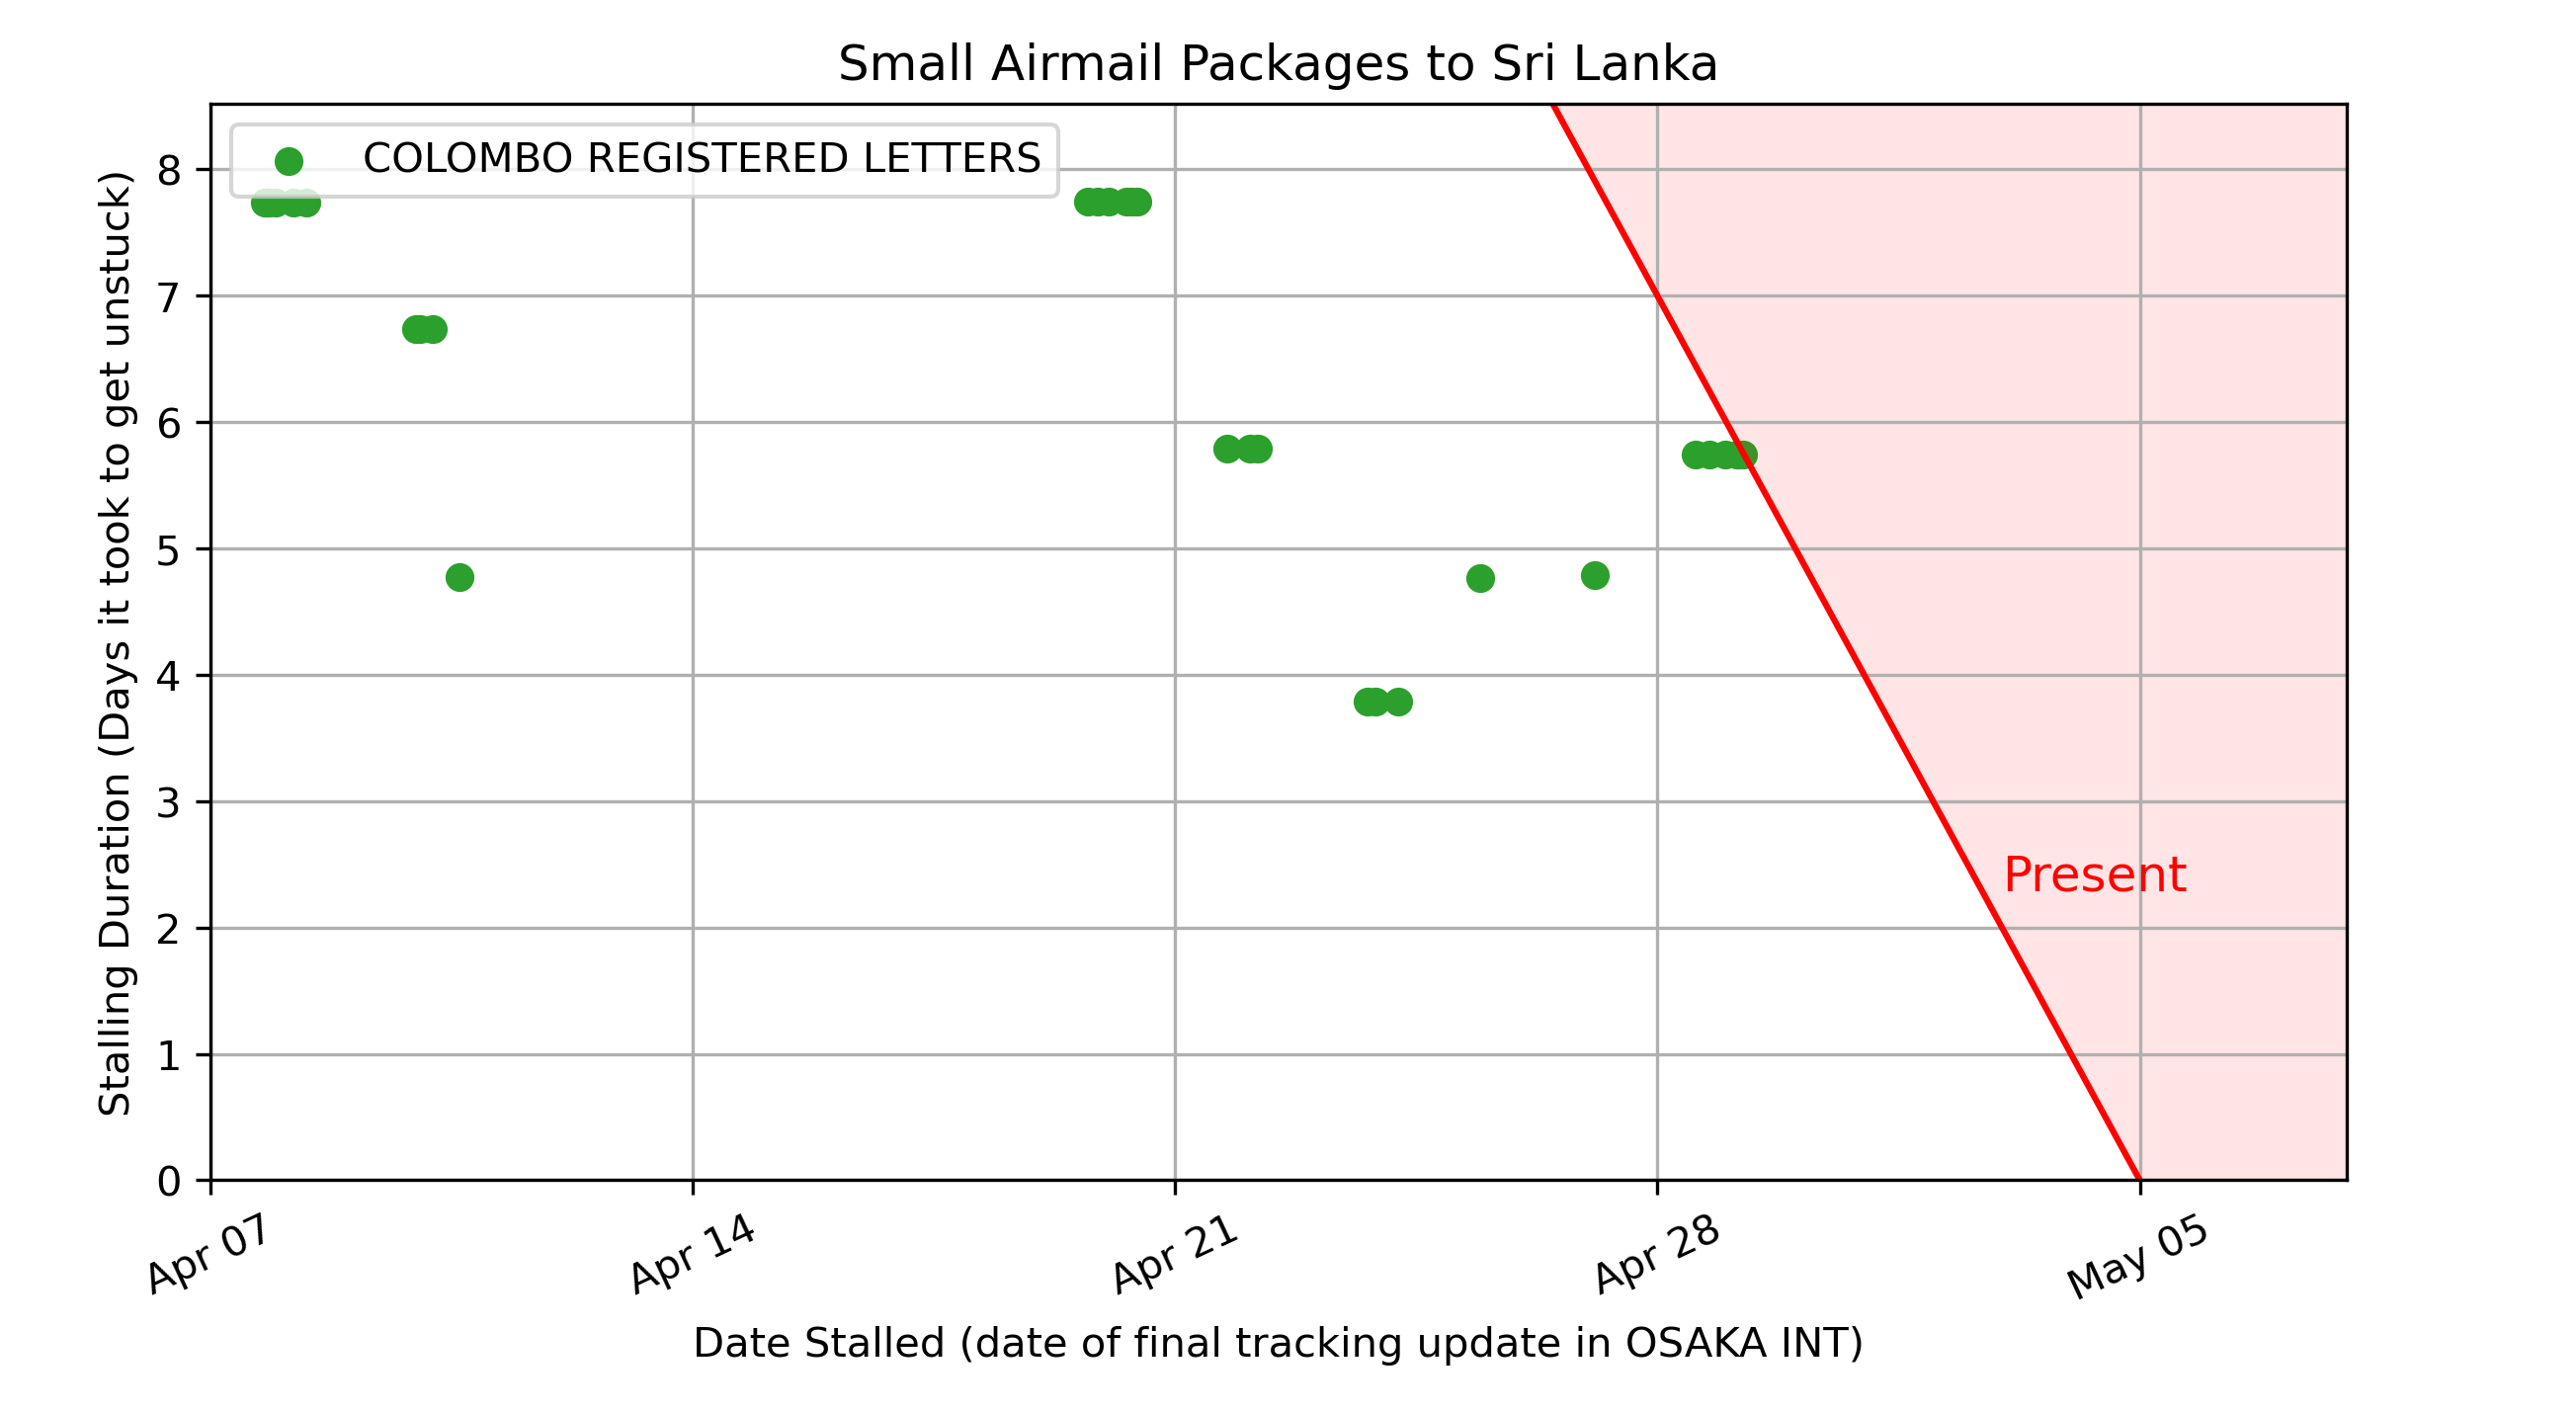 Small Airmail Packages to Sri Lanka
COLOMBO REGISTERED LETTERS
Stalling Duration (Days it took to get unstuck)
8
7
6
5
4
3
2
1
0
Present
Apr 07
Apr 14
Apr 21
Apr 28
May 05
Date Stalled (date of final tracking update in OSAKA INT)